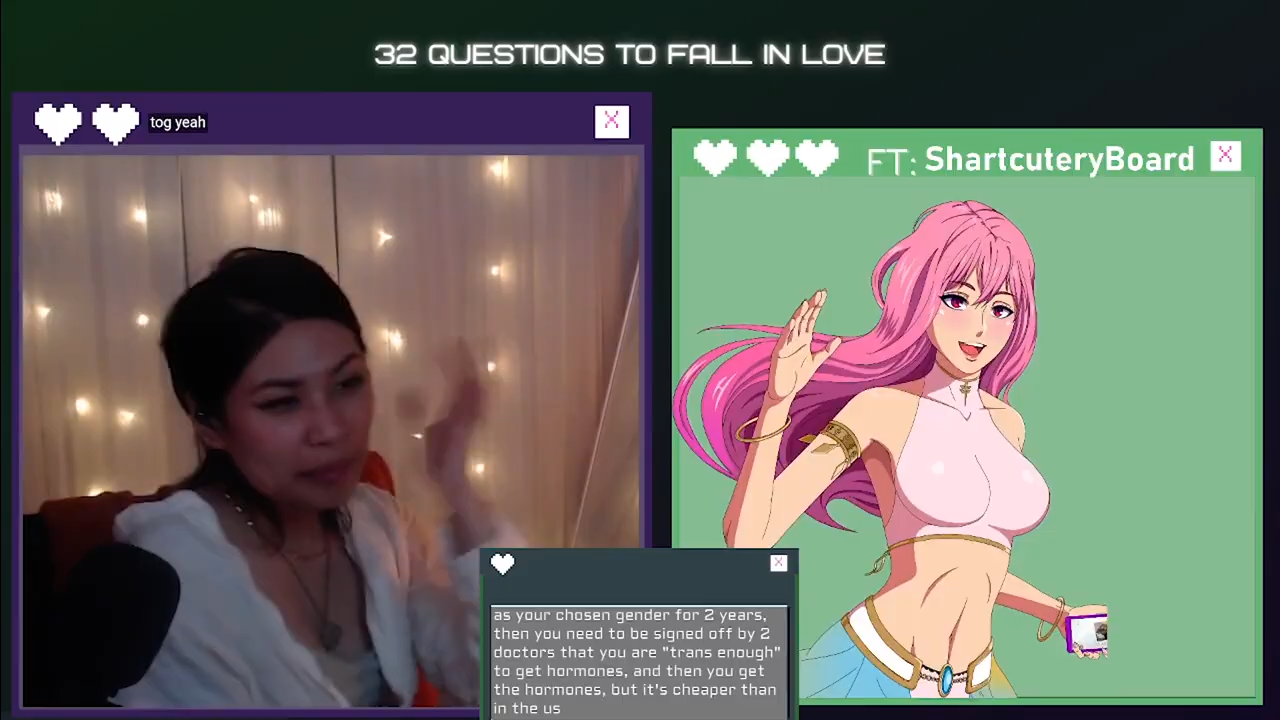 32 QUESTIONS TO FALL IN LOVE
tog yeah
FT: ShartcuteryBoard
as your chosen gender for 2 years,
then you need to be signed off by 2
doctors that you are "trans enough"
to get hormones, and then you get
the hormones, but it's cheaper than
in the us